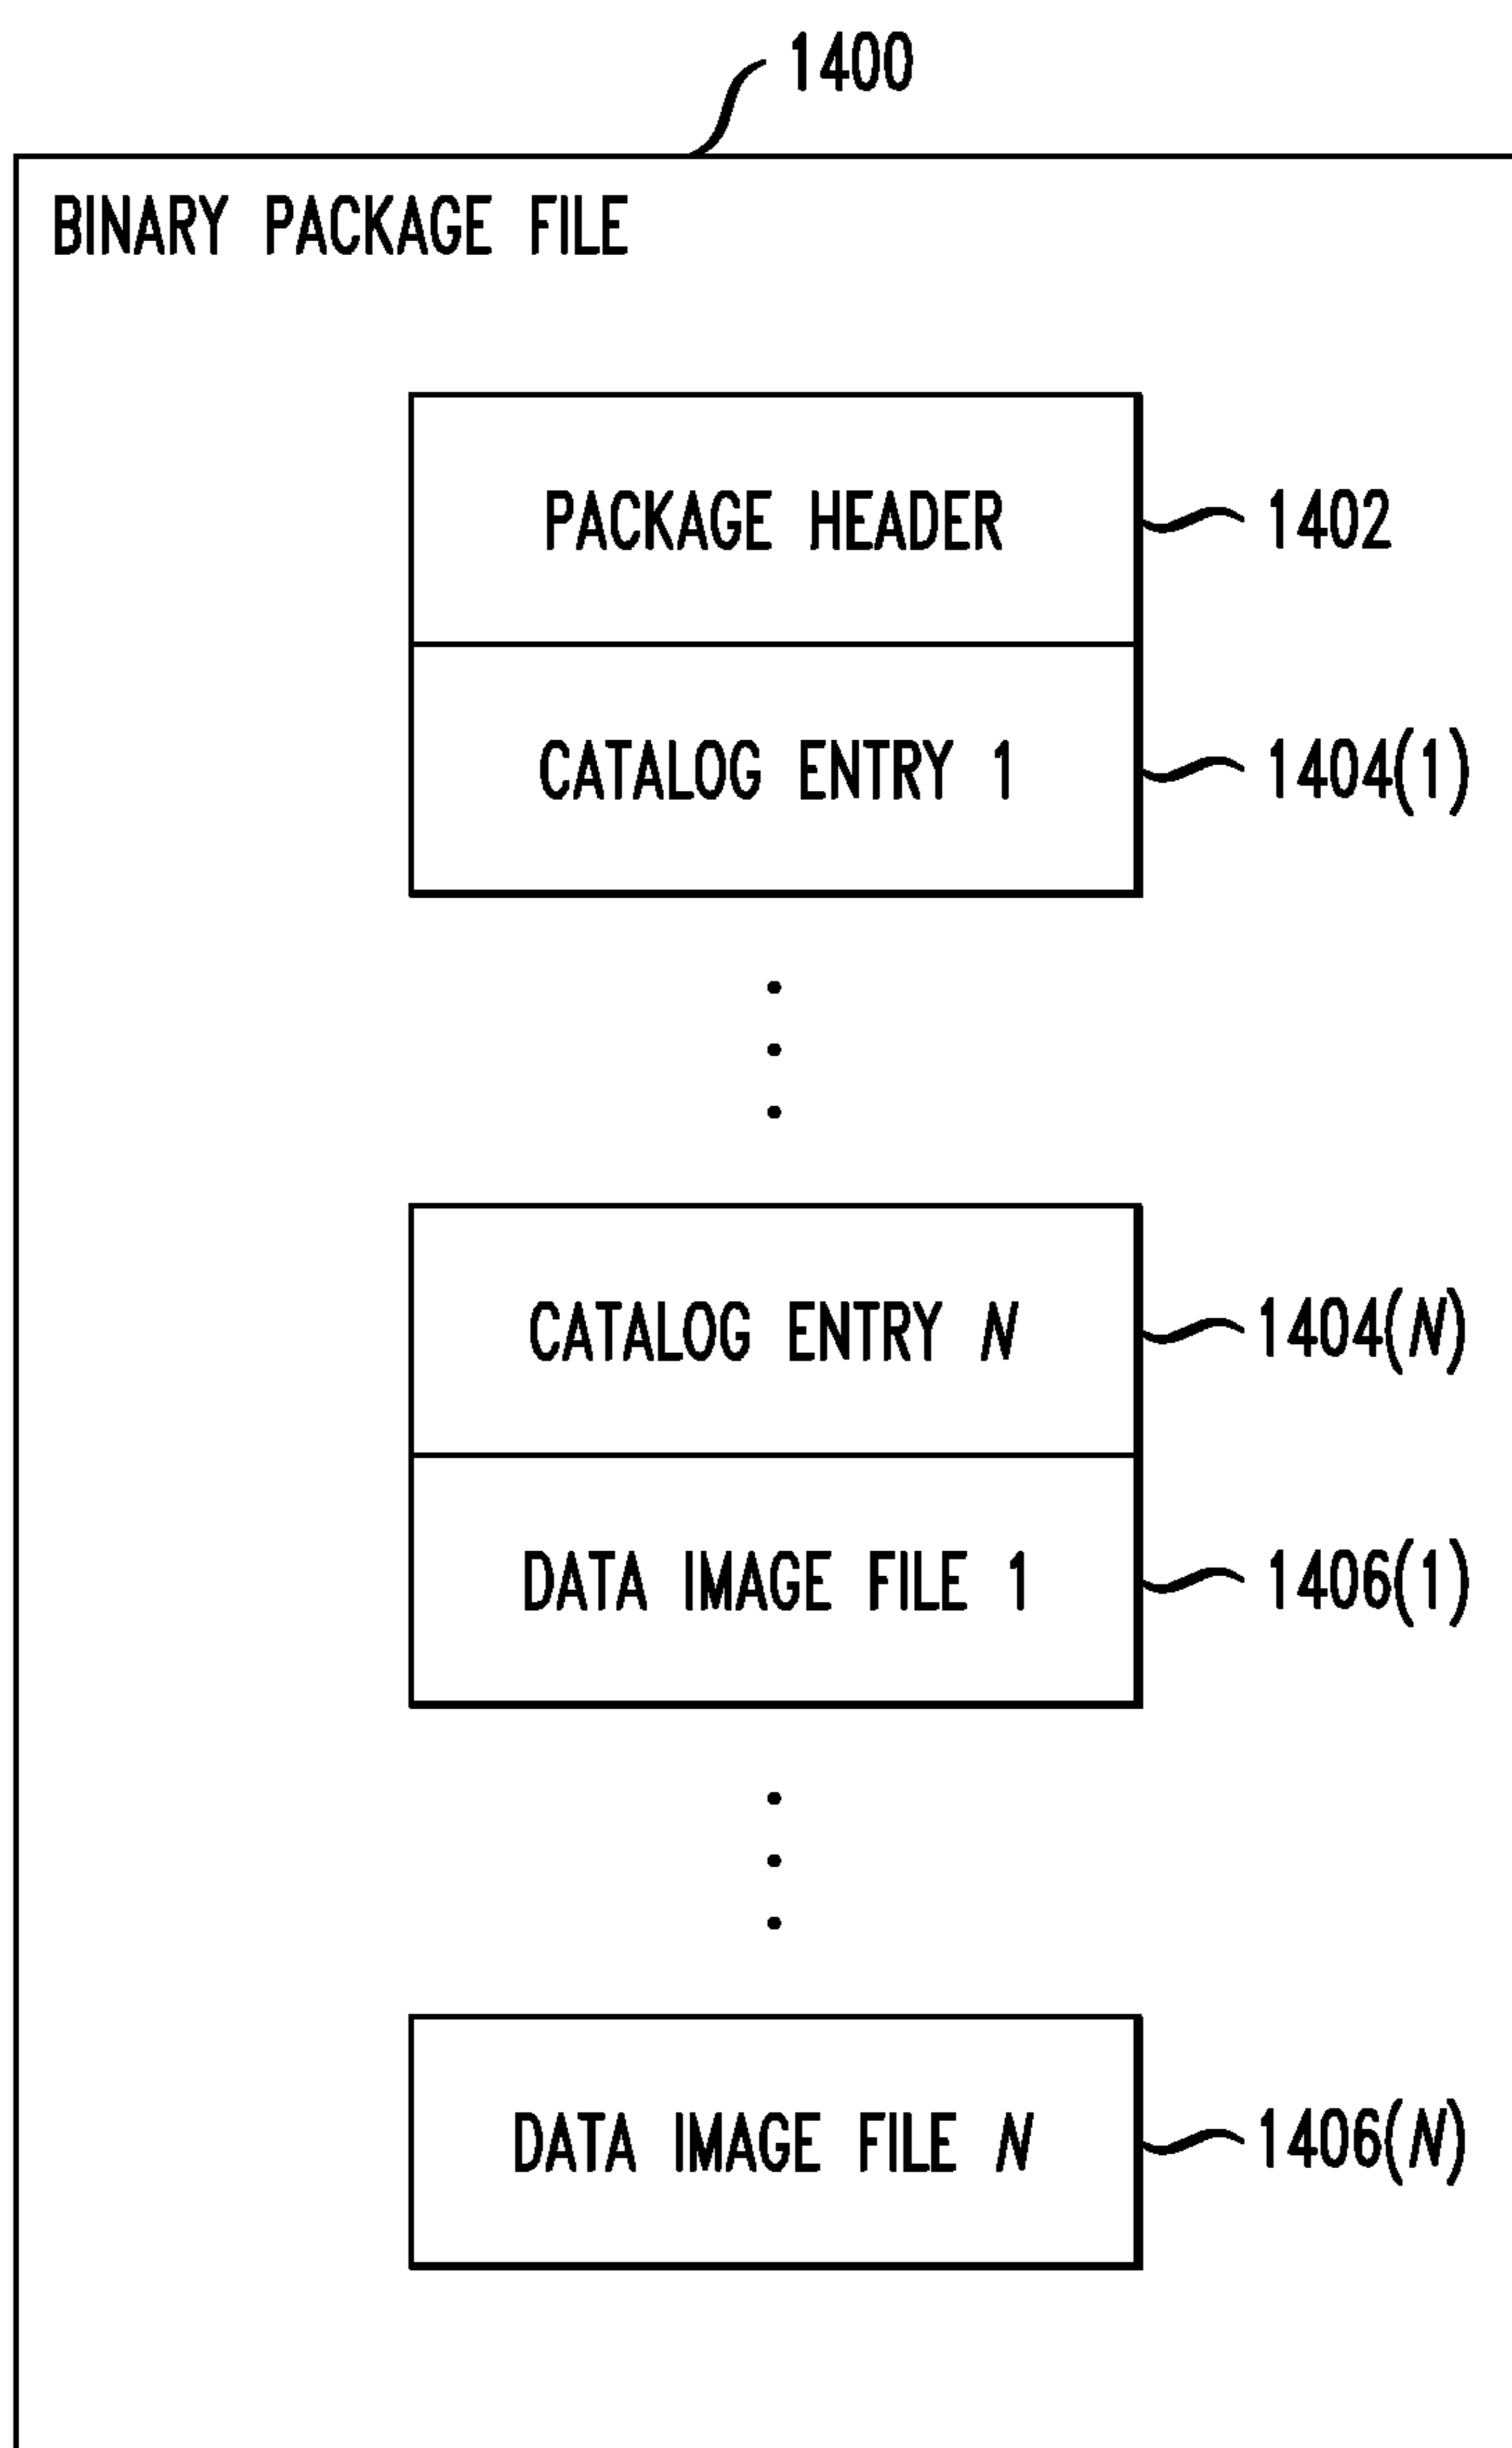 1400
BINARY PACKAGE FILE
PACKAGE HEADER 1402
CATALOG ENTRY 1 1404(1)
CATALOG ENTRY N 1404(N)
DATA IMAGE FILE 1 1406(1)
DATA IMAGE FILE N 1406(N)